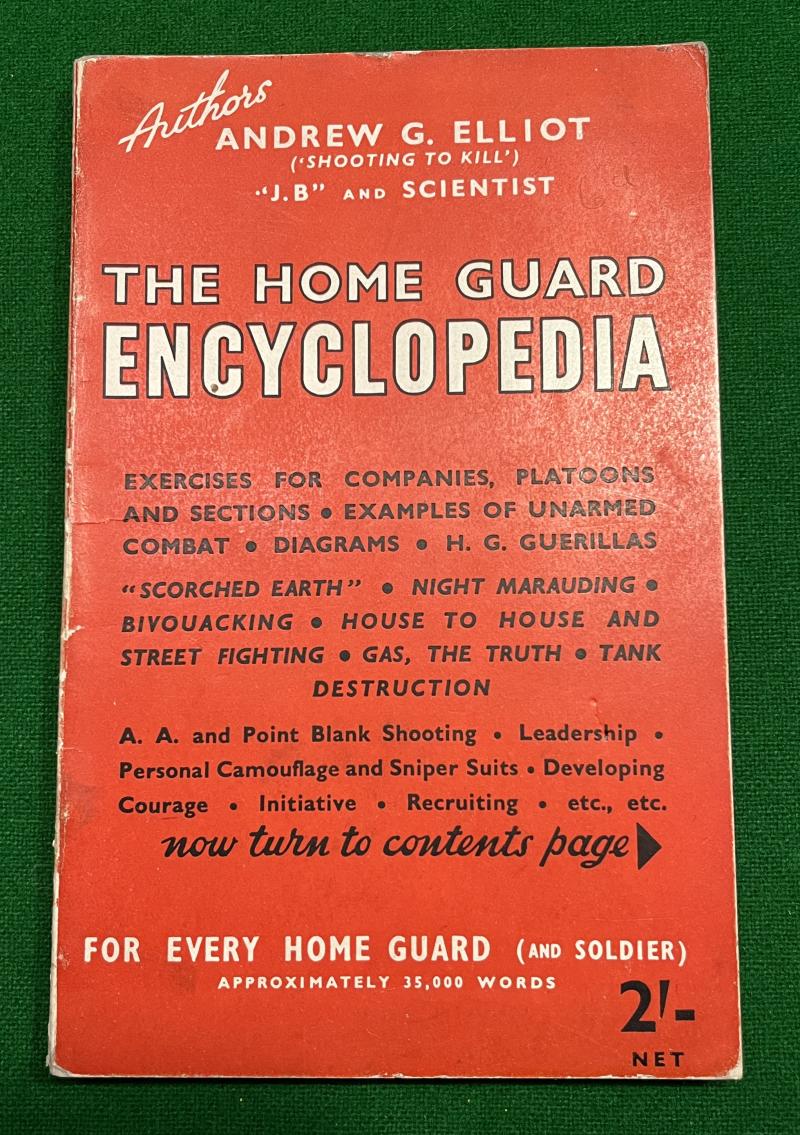 Authors
ANDREW G. ELLIOT
('SHOOTING TO KILL')
"J.B" AND SCIENTIST
THE HOME GUARD
ENCYCLOPEDIA
EXERCISES FOR COMPANIES, PLATOONS
AND SECTIONS • EXAMPLES OF UNARMED
COMBAT • DIAGRAMS • H. G. GUERILLAS
"SCORCHED EARTH" • NIGHT MARAUDING •
BIVOUACKING • HOUSE TO HOUSE AND
STREET FIGHTING • GAS, THE TRUTH • TANK
DESTRUCTION
A. A. and Point Blank Shooting • Leadership •
Personal Camouflage and Sniper Suits • Developing
Courage • Initiative • Recruiting • etc., etc.
now turn to contents page
FOR EVERY HOME GUARD (AND SOLDIER)
APPROXIMATELY 35,000 WORDS
2/-
NET